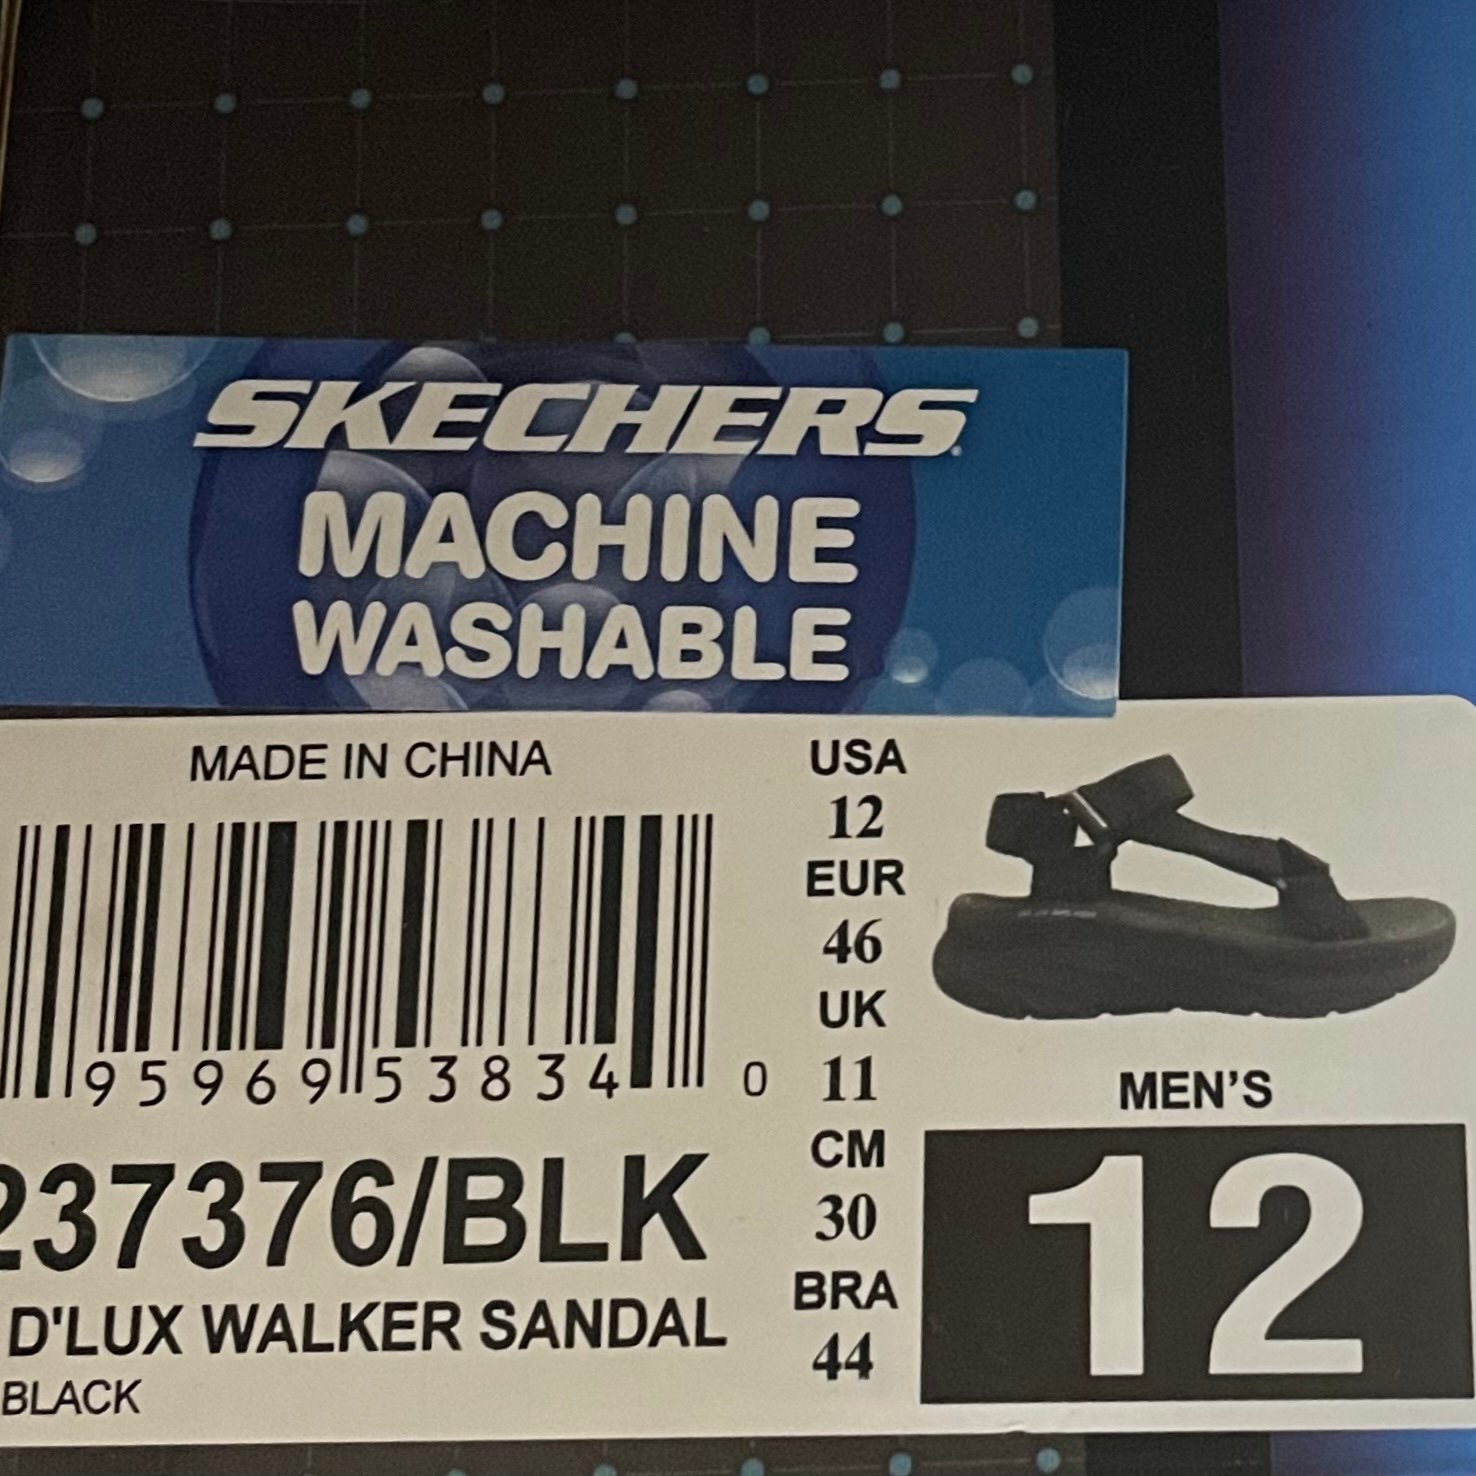 SKECHERS
MACHINE
WASHABLE
MADE IN CHINA
95969 53834 0
237376/BLK
D'LUX WALKER SANDAL
BLACK
USA
12
EUR
46
UK
11
CM
30
BRA
44
MEN'S
12